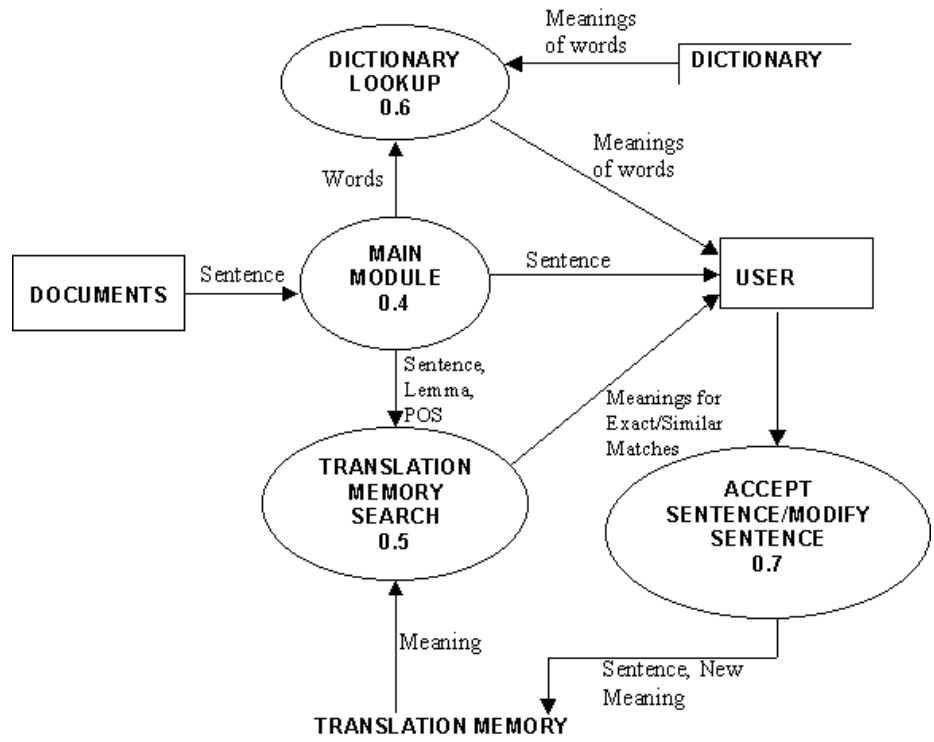 Meanings
of words
DICTIONARY
DICTIONARY
LOOKUP
0.6
Meanings
of words
Words
MAIN
MODULE
0.4
Sentence
DOCUMENTS
Sentence
USER
Sentence,
Lemma,
POS
Meanings for
Exact/Similar
Matches
TRANSLATION
MEMORY
SEARCH
0.5
ACCEPT
SENTENCE/MODIFY
SENTENCE
0.7
Meaning
Sentence, New
Meaning
TRANSLATION MEMORY